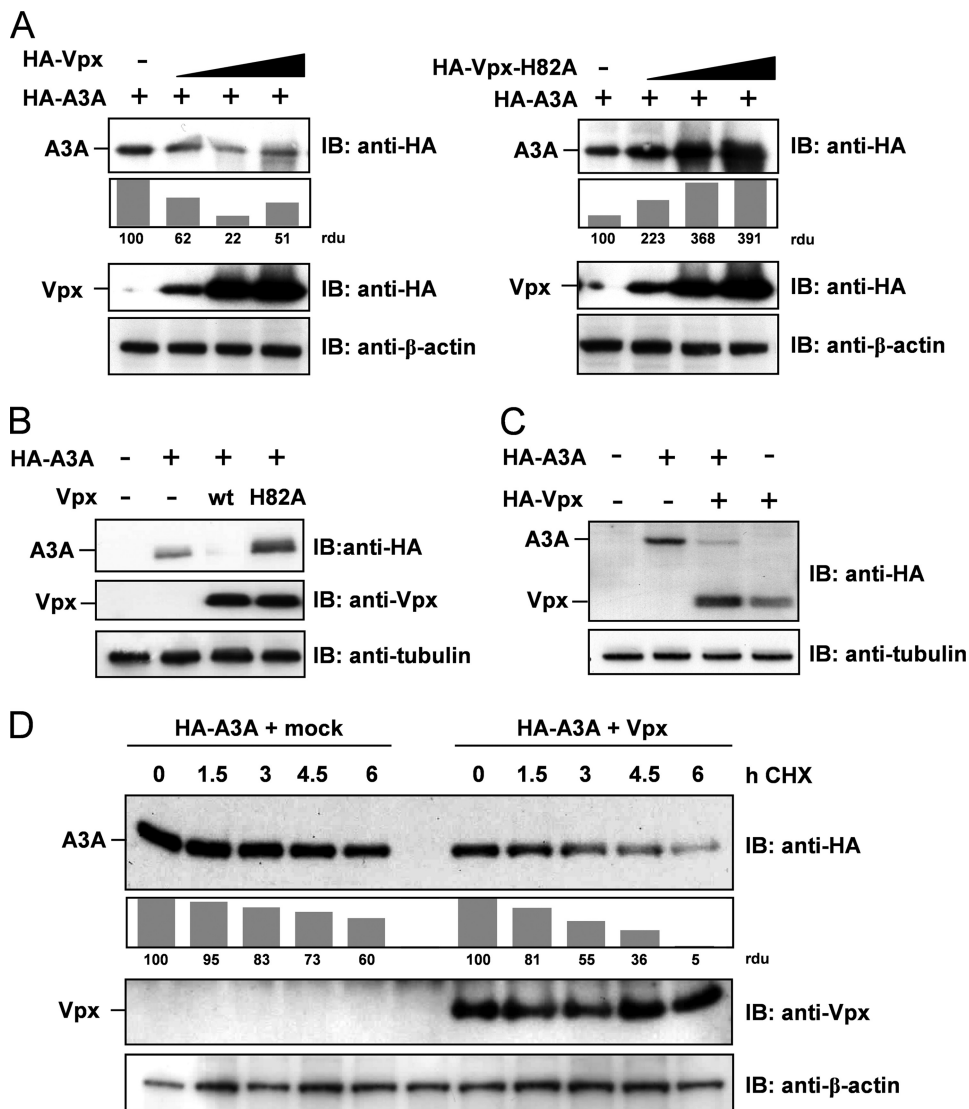 A
HA-Vpx -
HA-A3A + + + +
A3A IB: anti-HA
100 62 22 51 rdu
Vpx IB: anti-HA
IB: anti-β-actin
HA-Vpx-H82A -
HA-A3A + + + +
A3A IB: anti-HA
100 223 368 391 rdu
Vpx IB: anti-HA
IB: anti-β-actin
B
HA-A3A - + + +
Vpx - - wt H82A
A3A IB:anti-HA
Vpx IB: anti-Vpx
IB: anti-tubulin
C
HA-A3A - + + -
HA-Vpx - - + +
A3A
IB: anti-HA
Vpx
IB: anti-tubulin
D
HA-A3A + mock HA-A3A + Vpx
0 1.5 3 4.5 6 0 1.5 3 4.5 6 h CHX
A3A IB: anti-HA
100 95 83 73 60 100 81 55 36 5 rdu
Vpx IB: anti-Vpx
IB: anti-β-actin